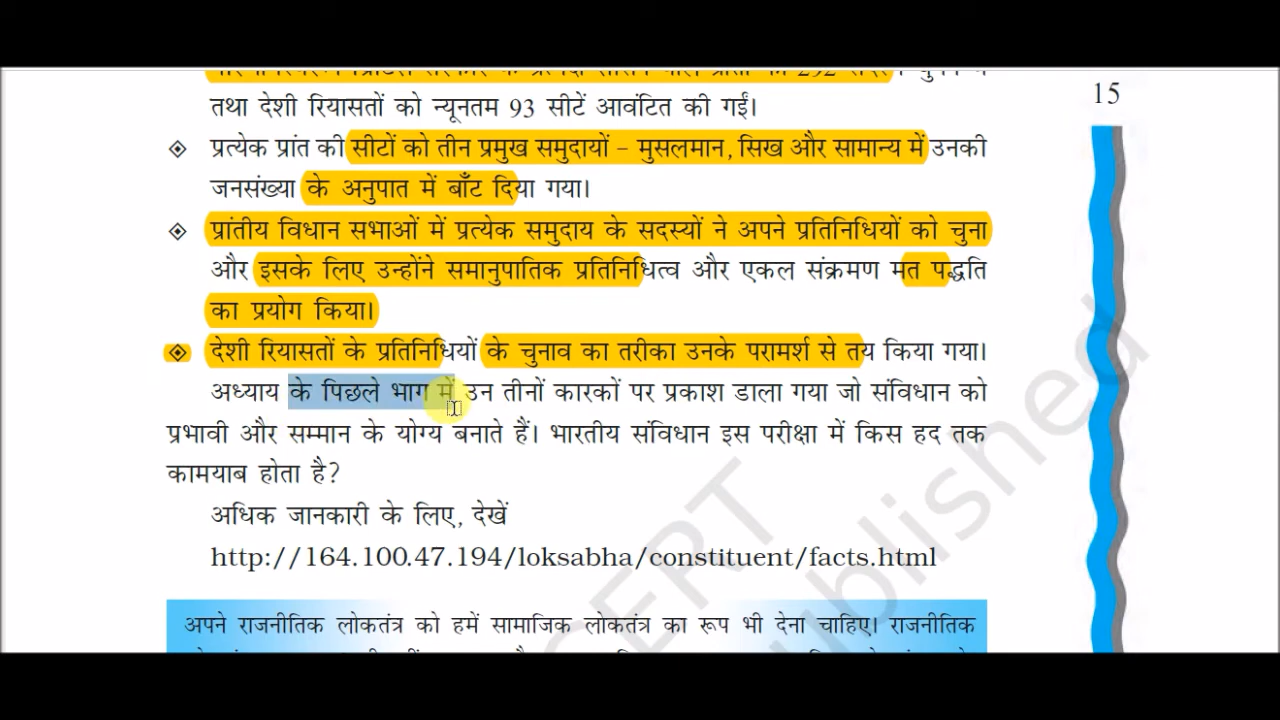 292
15
तथा देशी रियासतों को न्यूनतम 93 सीटें आवंटित की गईं।
प्रत्येक प्रांत की सीटों को तीन प्रमुख समुदायों – मुसलमान, सिख और सामान्य में उनकी
जनसंख्या के अनुपात में बाँट दिया गया।
प्रांतीय विधान सभाओं में प्रत्येक समुदाय के सदस्यों ने अपने प्रतिनिधियों को चुना
और इसके लिए उन्होंने समानुपातिक प्रतिनिधित्व और एकल संक्रमण मत पद्धति
का प्रयोग किया।
देशी रियासतों के प्रतिनिधियों के चुनाव का तरीका उनके परामर्श से तय किया गया।
अध्याय के पिछले भाग में उन तीनों कारकों पर प्रकाश डाला गया जो संविधान को
प्रभावी और सम्मान के योग्य बनाते हैं। भारतीय संविधान इस परीक्षा में किस हद तक
कामयाब होता है?
अधिक जानकारी के लिए, देखें
http://164.100.47.194/loksabha/constituent/facts.html
अपने राजनीतिक लोकतंत्र को हमें सामाजिक लोकतंत्र का रूप भी देना चाहिए। राजनीतिक